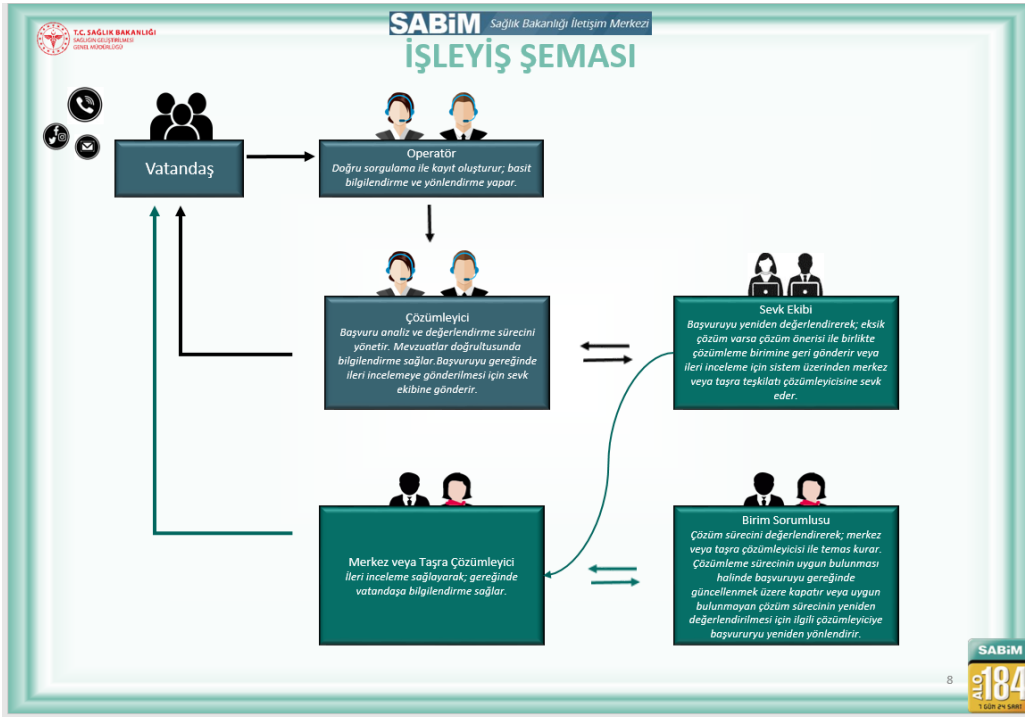 T.C. SAĞLIK BAKANLIĞI
SAĞLIĞIN GELİŞTİRİLMESİ
GENEL MÜDÜRLÜĞÜ
SABİM Sağlık Bakanlığı İletişim Merkezi
İŞLEYİŞ ŞEMASI
Vatandaş
Operatör
Doğru sorgulama ile kayıt oluşturur; basit
bilgilendirme ve yönlendirme yapar.
Çözümleyici
Başvuru analiz ve değerlendirme sürecini
yönetir. Mevzuatlar doğrultusunda
bilgilendirme sağlar.Başvuruyu gereğinde
ileri incelemeye gönderilmesi için sevk
ekibine gönderir.
Sevk Ekibi
Başvuruyu yeniden değerlendirerek; eksik
çözüm varsa çözüm önerisi ile birlikte
çözümleme birimine geri gönderir veya
ileri inceleme için sistem üzerinden merkez
veya taşra teşkilatı çözümleyicisine sevk
eder.
Merkez veya Taşra Çözümleyici
İleri inceleme sağlayarak; gereğinde
vatandaşa bilgilendirme sağlar.
Birim Sorumlusu
Çözüm sürecini değerlendirerek; merkez
veya taşra çözümleyicisi ile temas kurar.
Çözümleme sürecinin uygun bulunması
halinde başvuruyu gereğinde
güncellenmek üzere kapatır veya uygun
bulunmayan çözüm sürecinin yeniden
değerlendirilmesi için ilgili çözümleyiciye
başvururyu yeniden yönlendirir.
8
SABİM
ALO 184
7 GÜN 24 SAAT